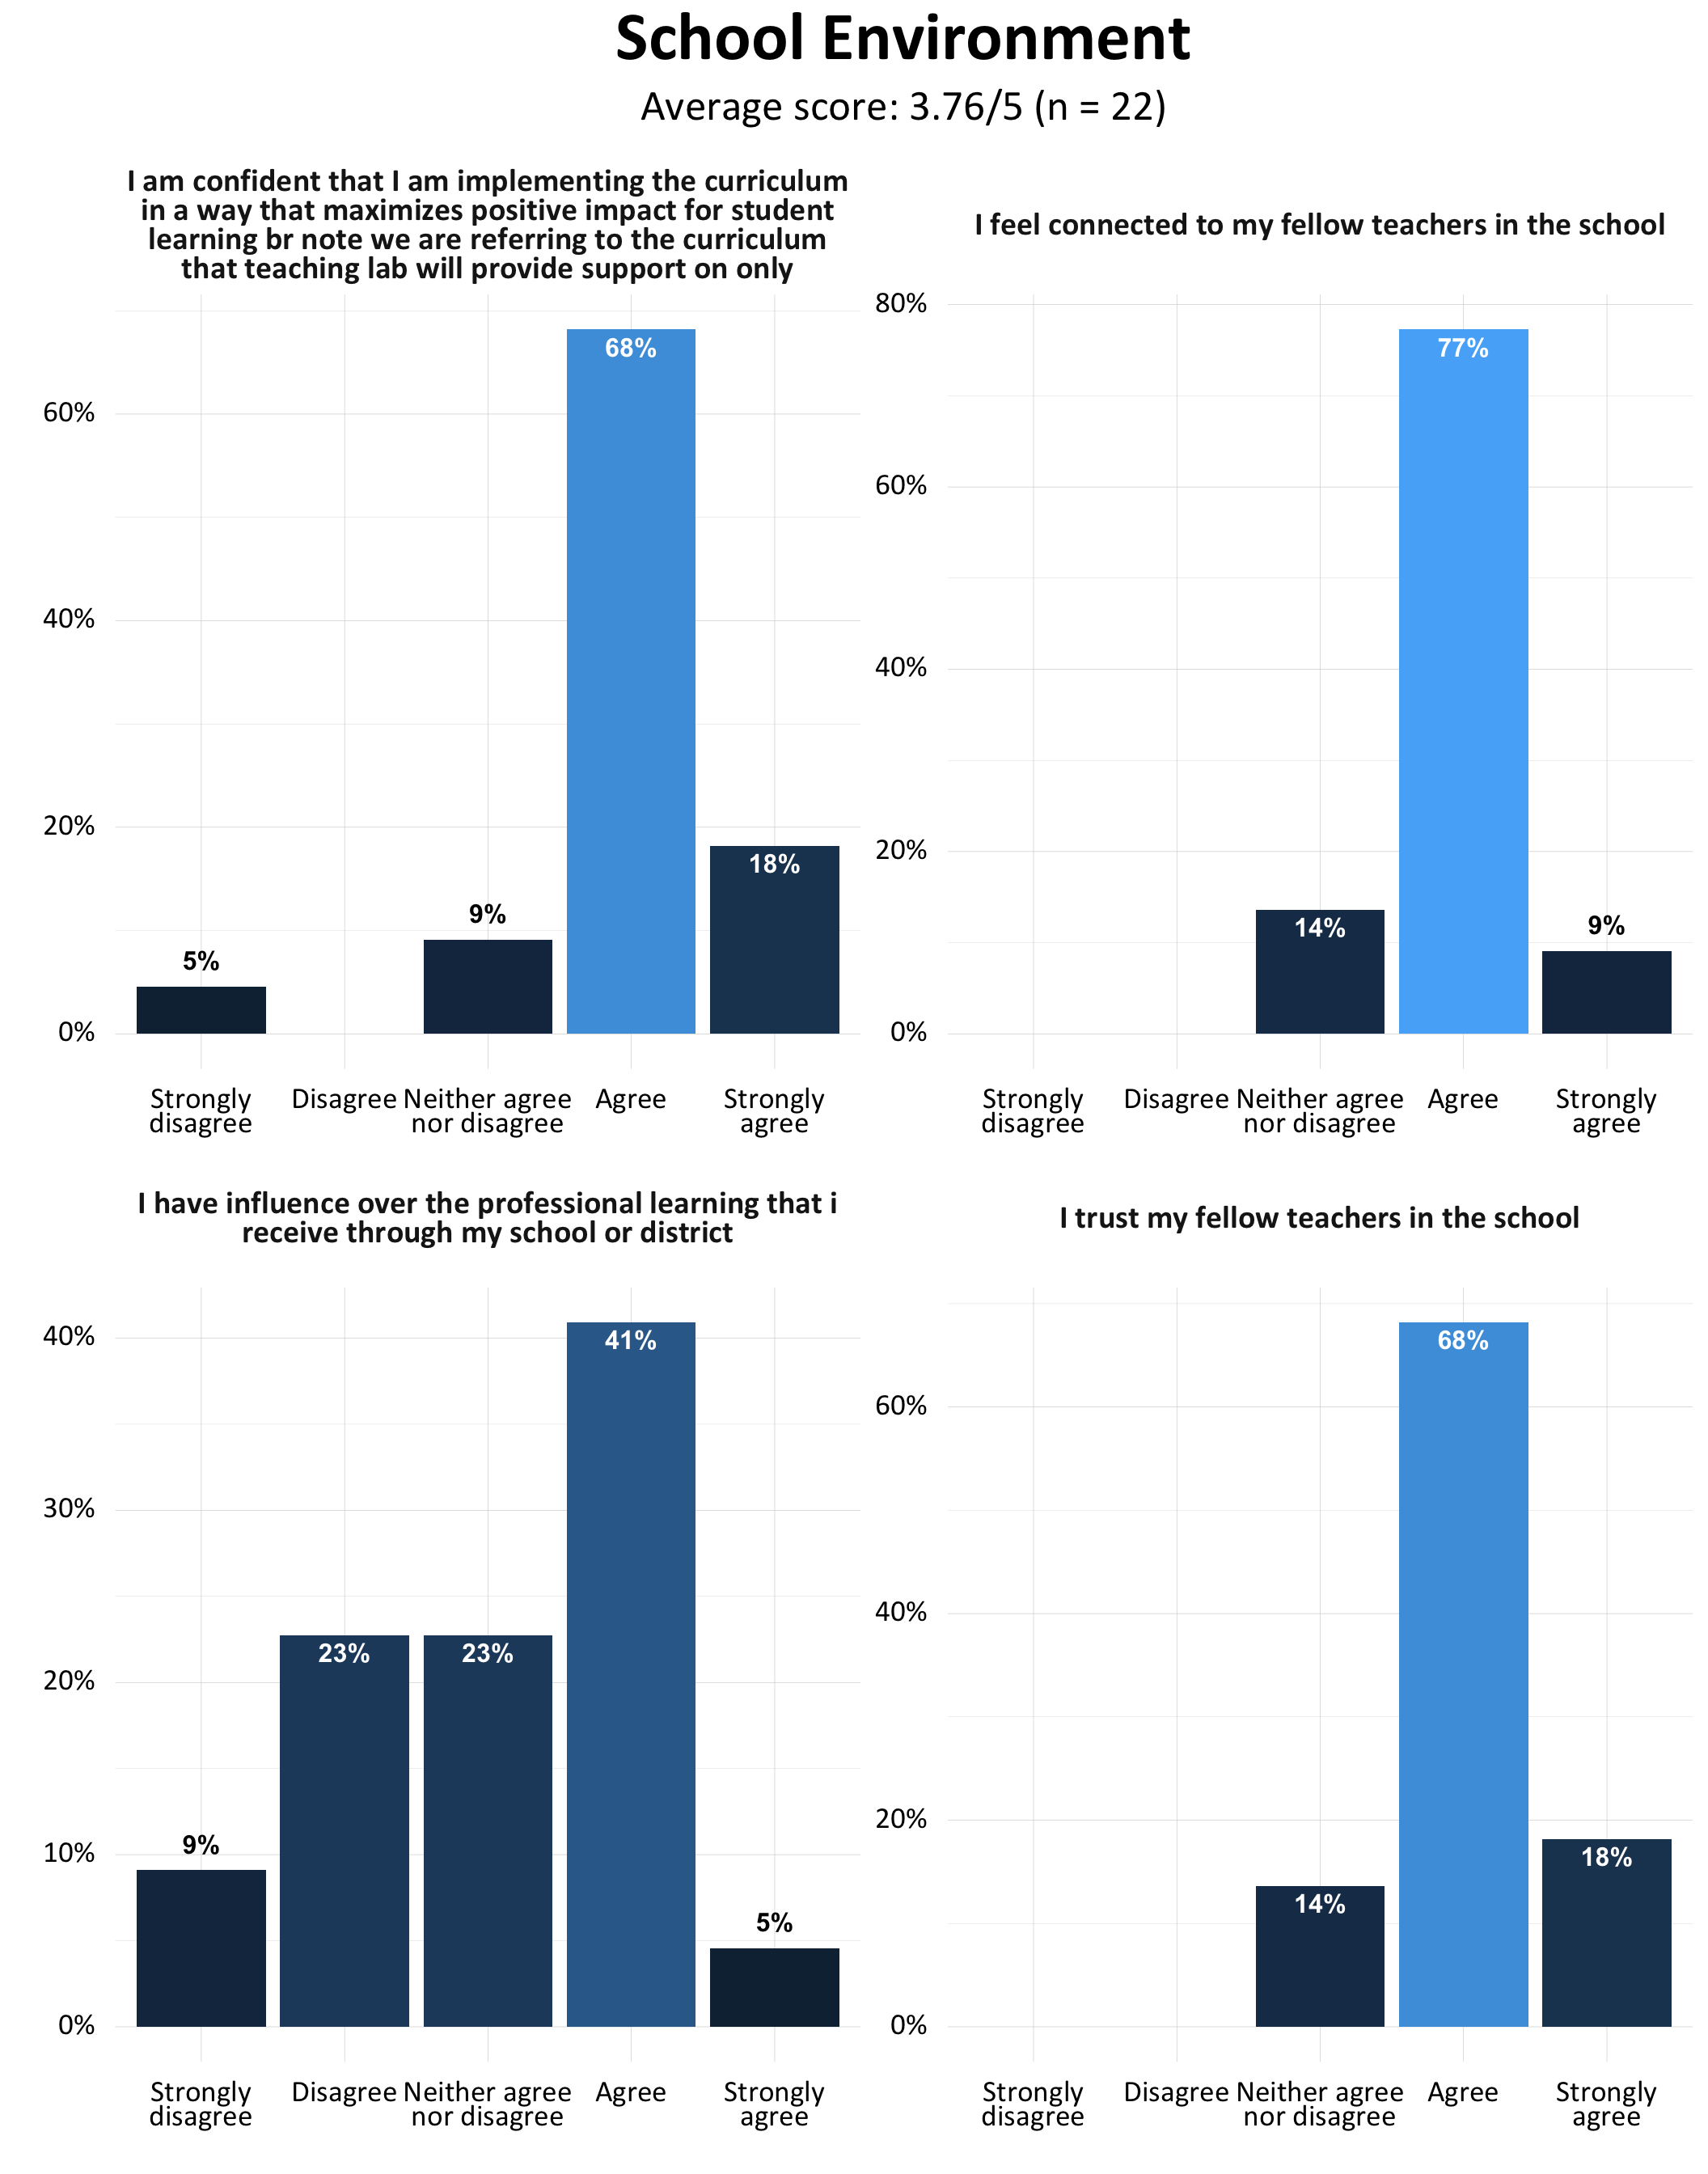 School Environment
Average score: 3.76/5 (n = 22)
I am confident that I am implementing the curriculum
in a way that maximizes positive impact for student
learning br note we are referring to the curriculum
that teaching lab will provide support on only
60%
40%
20%
0%
5%
9%
68%
18%
Strongly
disagree
Disagree
Neither agree
nor disagree
Agree
Strongly
agree
I feel connected to my fellow teachers in the school
80%
60%
40%
20%
0%
14%
77%
9%
Strongly
disagree
Disagree
Neither agree
nor disagree
Agree
Strongly
agree
I have influence over the professional learning that i
receive through my school or district
40%
30%
20%
10%
0%
9%
23%
23%
41%
5%
Strongly
disagree
Disagree
Neither agree
nor disagree
Agree
Strongly
agree
I trust my fellow teachers in the school
60%
40%
20%
0%
14%
68%
18%
Strongly
disagree
Disagree
Neither agree
nor disagree
Agree
Strongly
agree